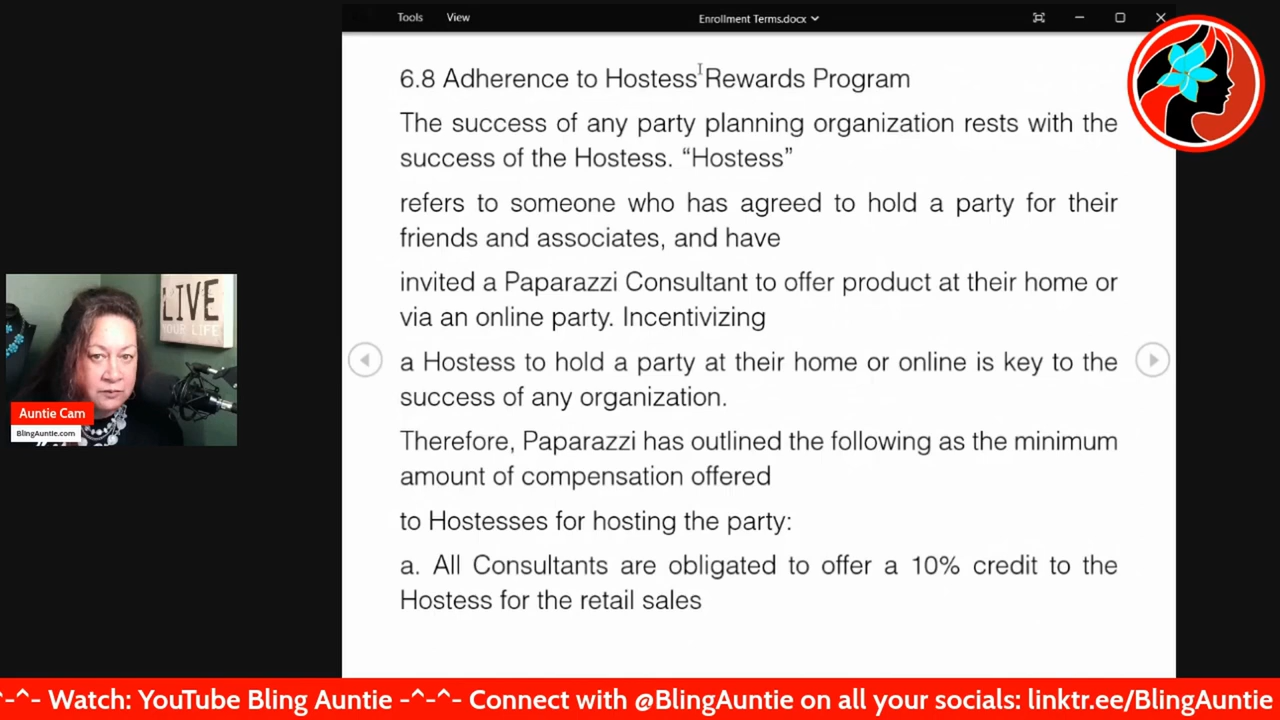 Tools View Enrollment Terms.docx
6.8 Adherence to Hostess Rewards Program
The success of any party planning organization rests with the
success of the Hostess. “Hostess”
refers to someone who has agreed to hold a party for their
friends and associates, and have
invited a Paparazzi Consultant to offer product at their home or
via an online party. Incentivizing
a Hostess to hold a party at their home or online is key to the
success of any organization.
Therefore, Paparazzi has outlined the following as the minimum
amount of compensation offered
to Hostesses for hosting the party:
a. All Consultants are obligated to offer a 10% credit to the
Hostess for the retail sales
LIVE
YOUR LIFE
Auntie Cam
BlingAuntie.com
^-^- Watch: YouTube Bling Auntie -^-^- Connect with @BlingAuntie on all your socials: linktr.ee/BlingAuntie